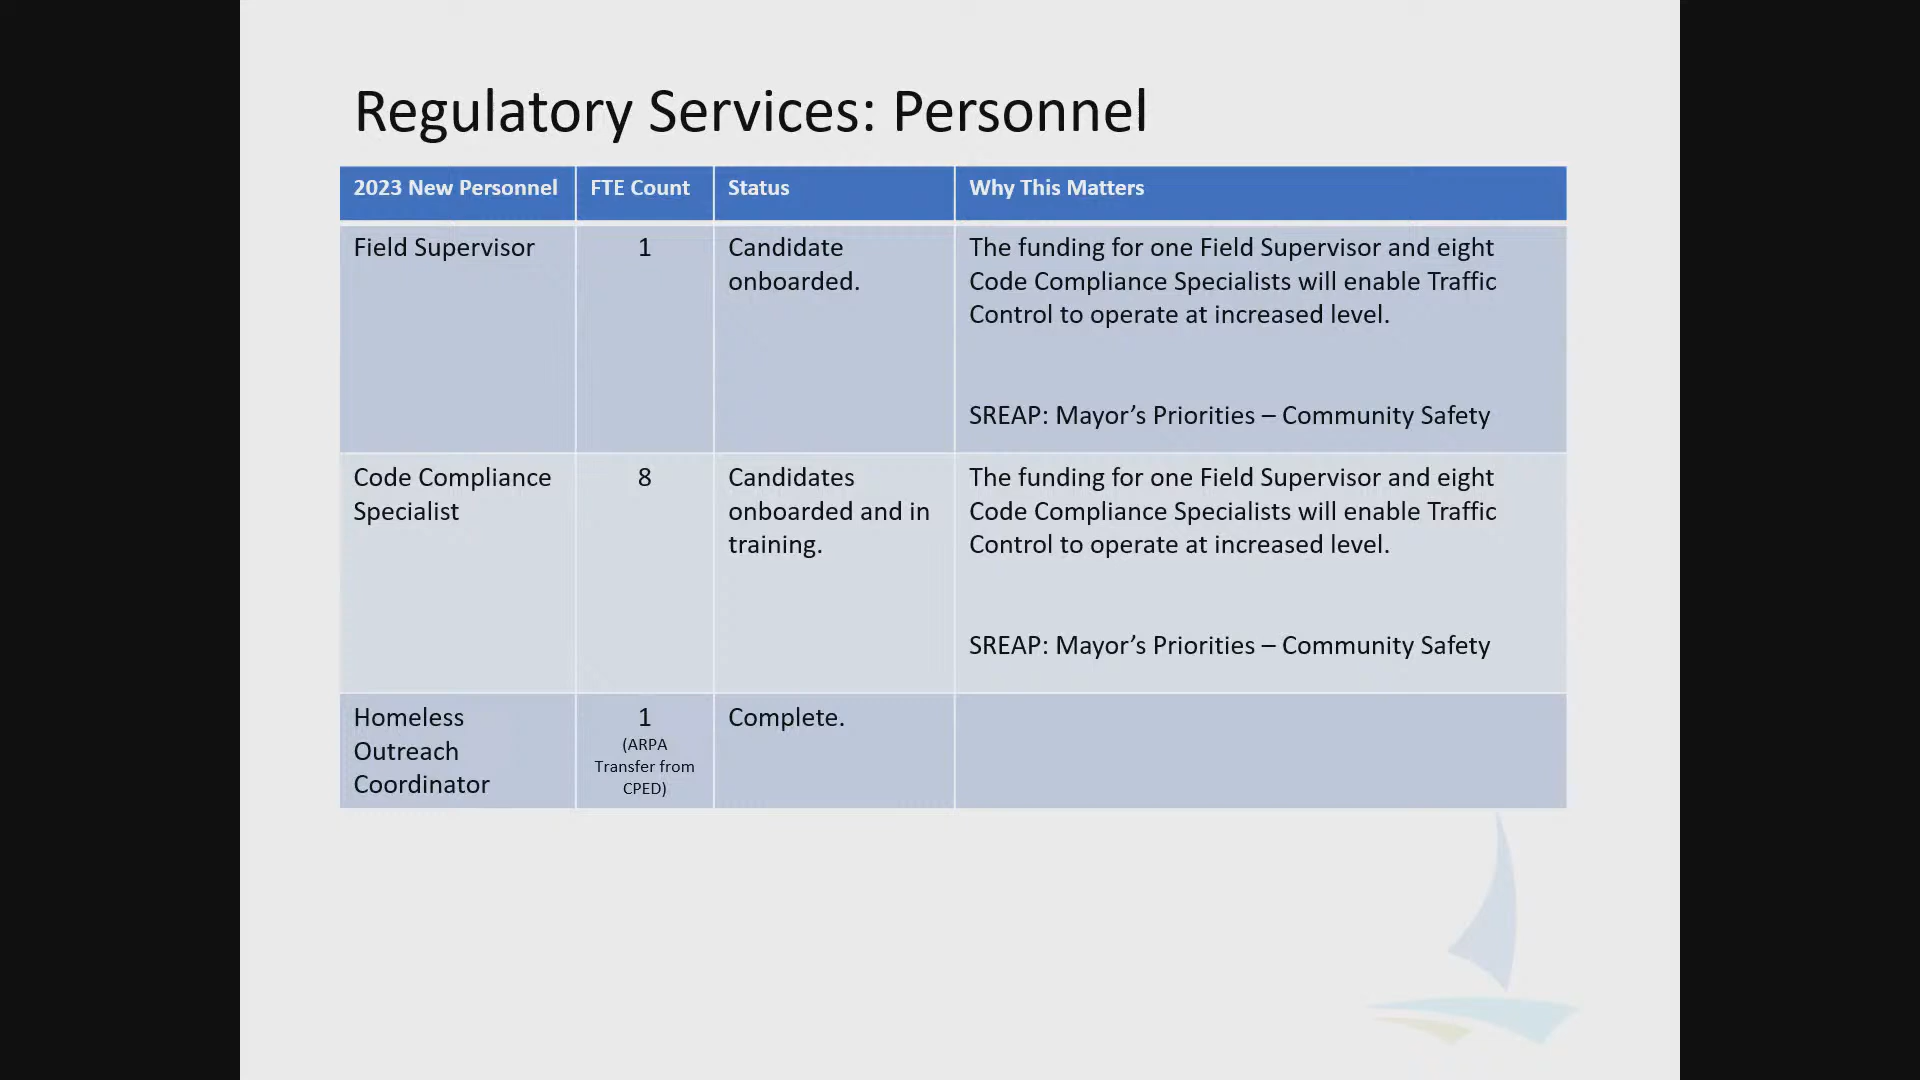 Regulatory Services: Personnel
2023 New Personnel
FTE Count
Status
Why This Matters
Field Supervisor
1
Candidate
onboarded.
The funding for one Field Supervisor and eight
Code Compliance Specialists will enable Traffic
Control to operate at increased level.
SREAP: Mayor’s Priorities – Community Safety
Code Compliance
Specialist
8
Candidates
onboarded and in
training.
The funding for one Field Supervisor and eight
Code Compliance Specialists will enable Traffic
Control to operate at increased level.
SREAP: Mayor’s Priorities – Community Safety
Homeless
Outreach
Coordinator
1
(ARPA
Transfer from
CPED)
Complete.